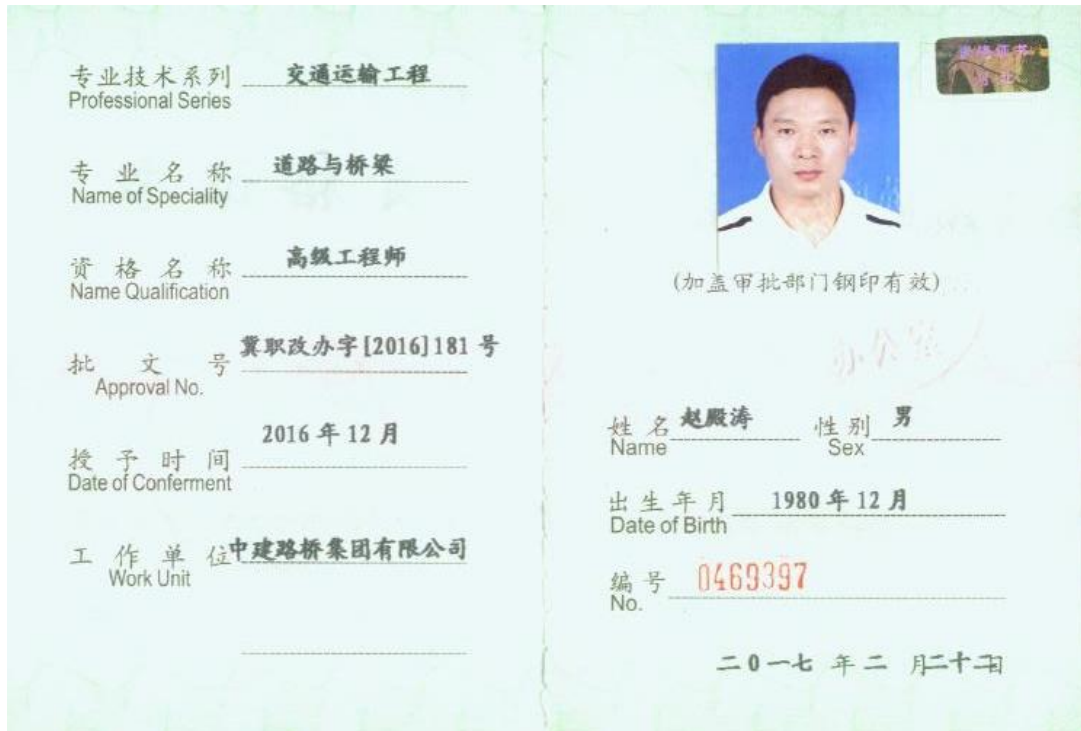 专业技术系列 交通运输工程
Professional Series
专业名称 道路与桥梁
Name of Speciality
资格名称 高级工程师
Name Qualification
批文号 冀职改办字[2016]181号
Approval No.
授予时间 2016年12月
Date of Conferment
工作单位 中建路桥集团有限公司
Work Unit
(加盖审批部门钢印有效)
办公室
姓名 赵殿涛 性别 男
Name Sex
出生年月 1980年12月
Date of Birth
编号 0469397
No.
二0一七 年 二 月 二十二日